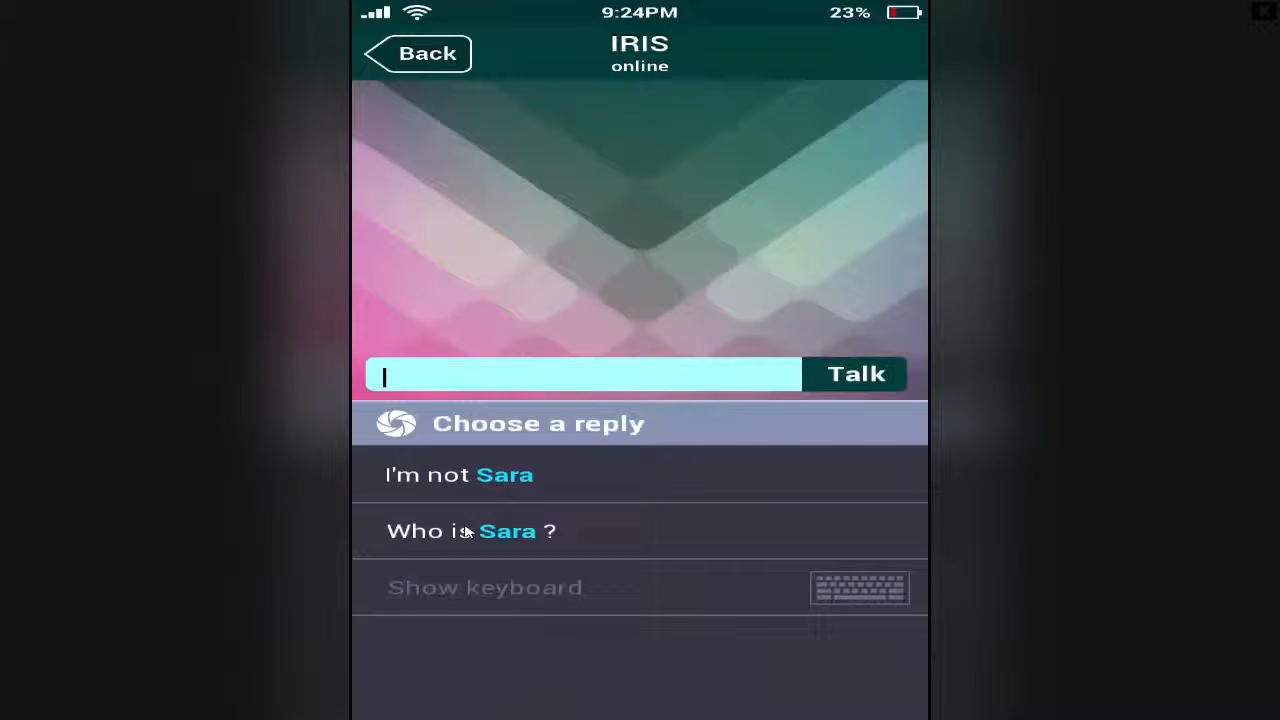 9:24PM
23%
Back
IRIS
online
Talk
Choose a reply
I'm not Sara
Who is Sara ?
Show keyboard